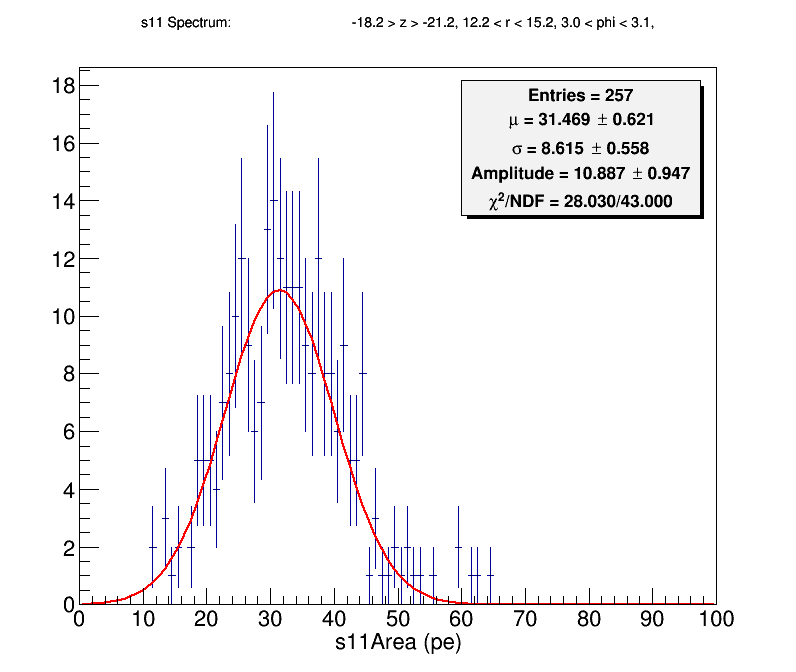 s11 Spectrum: -18.2 > z > -21.2, 12.2 < r < 15.2, 3.0 < phi < 3.1,
Entries = 257
μ = 31.469 ± 0.621
σ = 8.615 ± 0.558
Amplitude = 10.887 ± 0.947
χ²/NDF = 28.030/43.000
18
16
14
12
10
8
6
4
2
0
0 10 20 30 40 50 60 70 80 90 100
s11Area (pe)